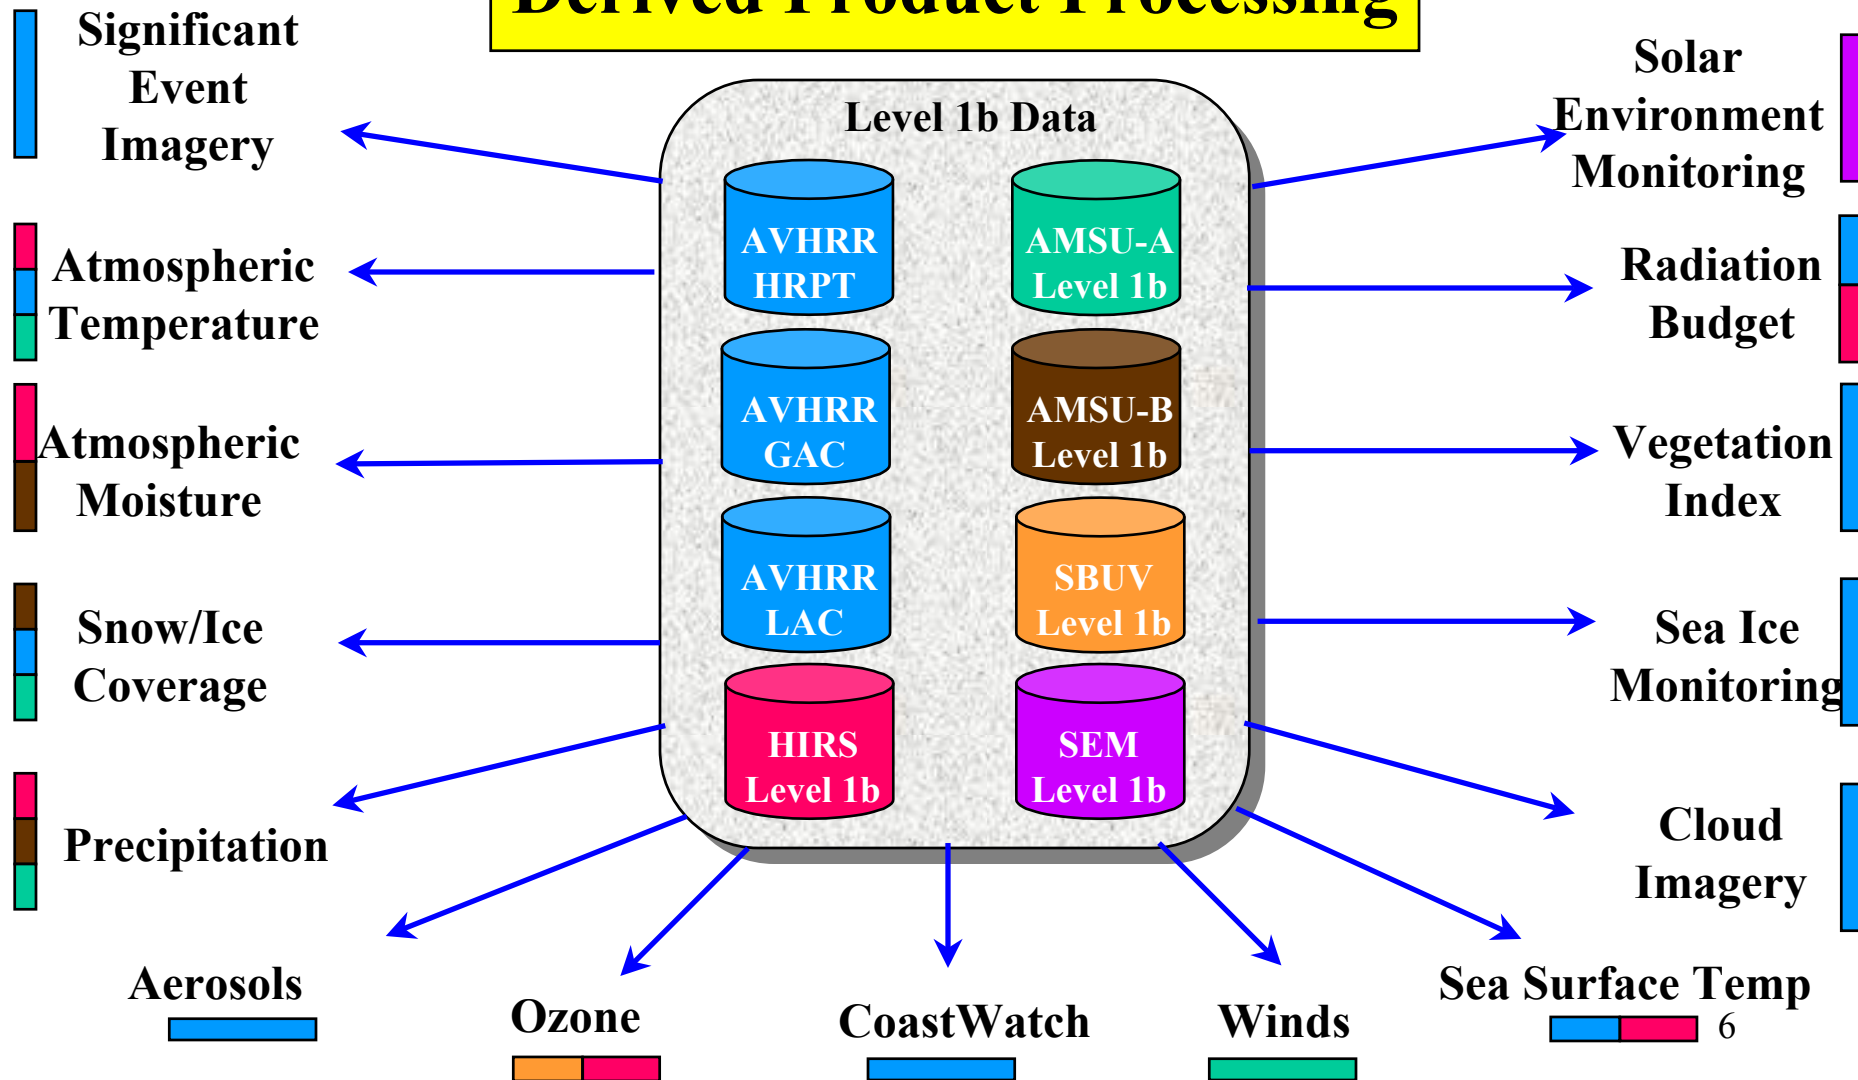 Derived Product Processing
Significant
Event
Imagery
Atmospheric
Temperature
Atmospheric
Moisture
Snow/Ice
Coverage
Precipitation
Level 1b Data
AVHRR
HRPT
AMSU-A
Level 1b
AVHRR
GAC
AMSU-B
Level 1b
AVHRR
LAC
SBUV
Level 1b
HIRS
Level 1b
SEM
Level 1b
Solar
Environment
Monitoring
Radiation
Budget
Vegetation
Index
Sea Ice
Monitoring
Cloud
Imagery
Aerosols
Ozone
CoastWatch
Winds
Sea Surface Temp
6